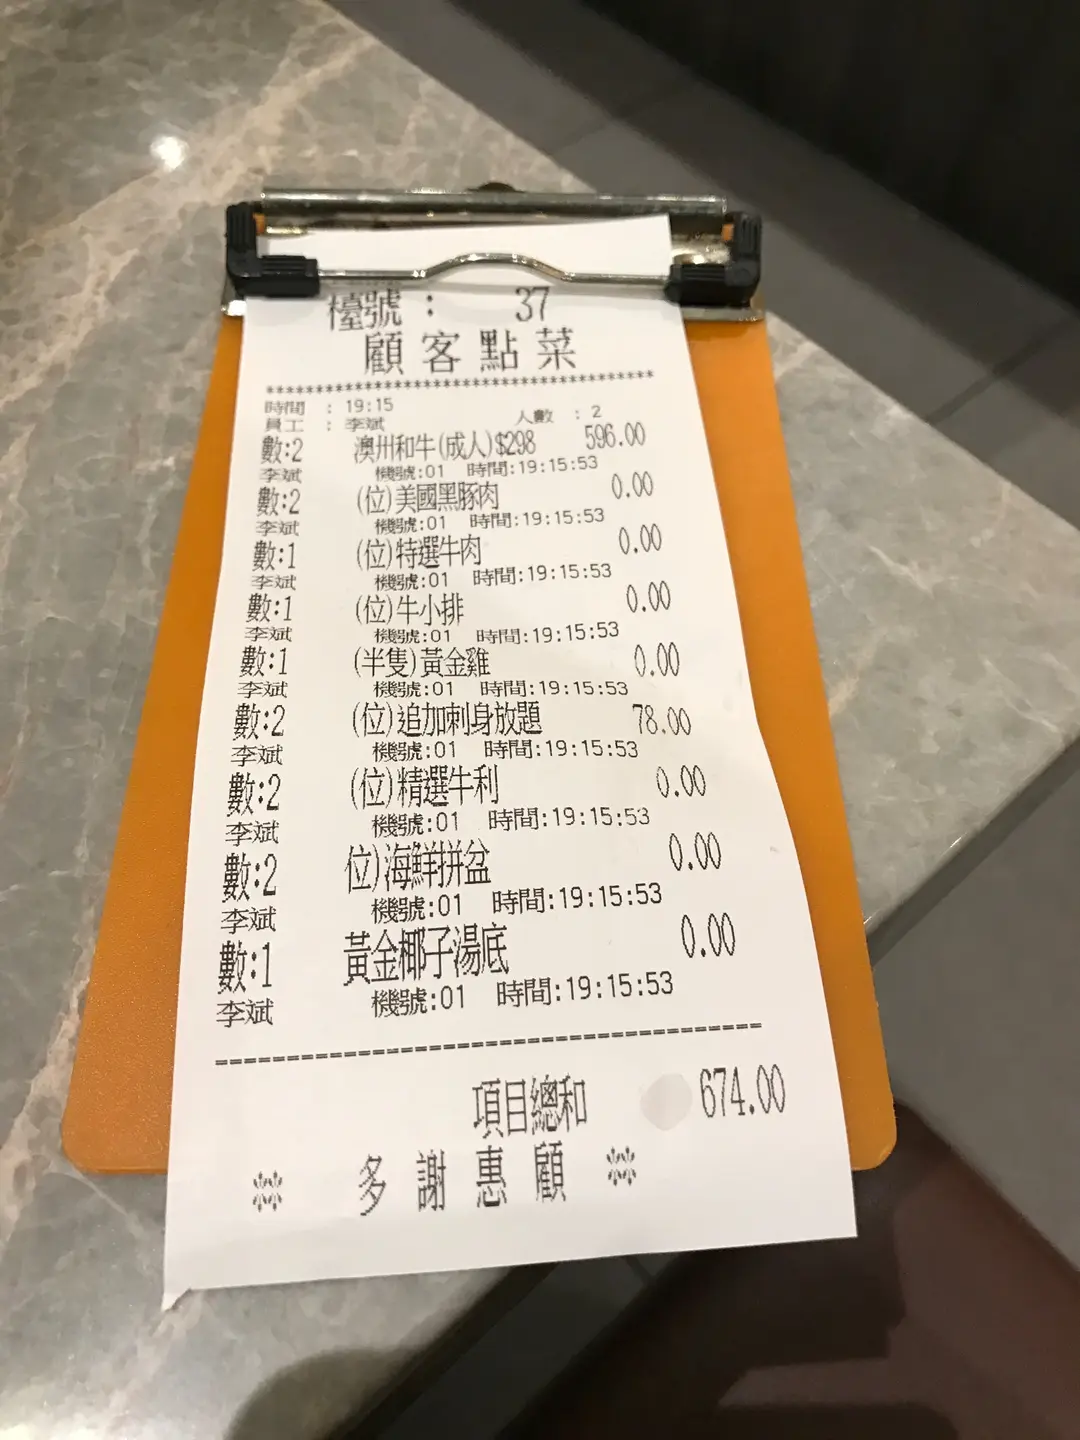 檯號： 37
顧客點菜
****************************************
時間 : 19:15
員工 : 李斌 人數 : 2
數:2 澳州和牛(成人)$298 596.00
李斌 機號:01 時間:19:15:53
數:2 (位)美國黑豚肉 0.00
李斌 機號:01 時間:19:15:53
數:1 (位)特選牛肉 0.00
李斌 機號:01 時間:19:15:53
數:1 (位)牛小排 0.00
李斌 機號:01 時間:19:15:53
數:1 (半隻)黃金雞 0.00
李斌 機號:01 時間:19:15:53
數:2 (位)追加刺身放題 78.00
李斌 機號:01 時間:19:15:53
數:2 (位)精選牛利 0.00
李斌 機號:01 時間:19:15:53
數:2 位)海鮮拼盆 0.00
李斌 機號:01 時間:19:15:53
數:1 黃金椰子湯底 0.00
李斌 機號:01 時間:19:15:53
========================================
項目總和 674.00
※ 多謝惠顧 ※